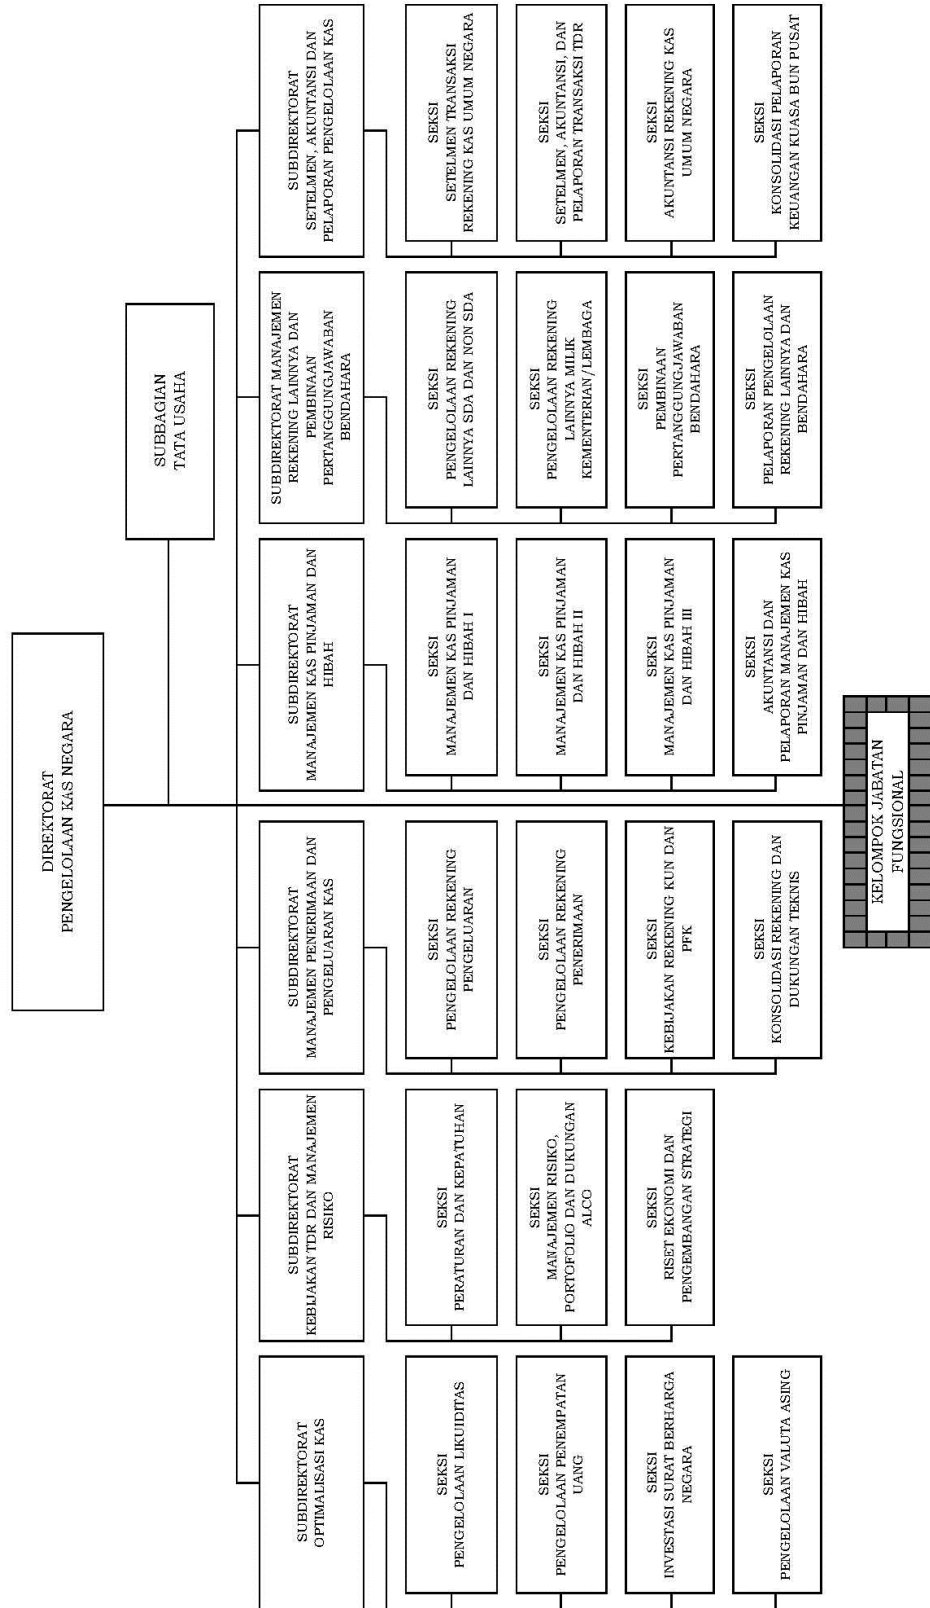 DIREKTORAT
PENGELOLAAN KAS NEGARA
SUBBAGIAN
TATA USAHA
SUBDIREKTORAT
OPTIMALISASI KAS
SEKSI
PENGELOLAAN LIKUIDITAS
SEKSI
PENGELOLAAN PENEMPATAN
UANG
SEKSI
INVESTASI SURAT BERHARGA
NEGARA
SEKSI
PENGELOLAAN VALUTA ASING
SUBDIREKTORAT
KEBIJAKAN TDR DAN MANAJEMEN
RISIKO
SEKSI
PERATURAN DAN KEPATUHAN
SEKSI
MANAJEMEN RISIKO,
PORTOFOLIO DAN DUKUNGAN
ALCO
SEKSI
RISET EKONOMI DAN
PENGEMBANGAN STRATEGI
SUBDIREKTORAT
MANAJEMEN PENERIMAAN DAN
PENGELUARAN KAS
SEKSI
PENGELOLAAN REKENING
PENGELUARAN
SEKSI
PENGELOLAAN REKENING
PENERIMAAN
SEKSI
KEBIJAKAN REKENING KUN DAN
PFK
SEKSI
KONSOLIDASI REKENING DAN
DUKUNGAN TEKNIS
SUBDIREKTORAT
MANAJEMEN KAS PINJAMAN DAN
HIBAH
SEKSI
MANAJEMEN KAS PINJAMAN
DAN HIBAH I
SEKSI
MANAJEMEN KAS PINJAMAN
DAN HIBAH II
SEKSI
MANAJEMEN KAS PINJAMAN
DAN HIBAH III
SEKSI
AKUNTANSI DAN
PELAPORAN MANAJEMEN KAS
PINJAMAN DAN HIBAH
SUBDIREKTORAT MANAJEMEN
REKENING LAINNYA DAN
PEMBINAAN
PERTANGGUNGJAWABAN
BENDAHARA
SEKSI
PENGELOLAAN REKENING
LAINNYA SDA DAN NON SDA
SEKSI
PENGELOLAAN REKENING
LAINNYA MILIK
KEMENTERIAN/LEMBAGA
SEKSI
PEMBINAAN
PERTANGGUNGJAWABAN
BENDAHARA
SEKSI
PELAPORAN PENGELOLAAN
REKENING LAINNYA DAN
BENDAHARA
SUBDIREKTORAT
SETELMEN, AKUNTANSI DAN
PELAPORAN PENGELOLAAN KAS
SEKSI
SETELMEN TRANSAKSI
REKENING KAS UMUM NEGARA
SEKSI
SETELMEN, AKUNTANSI, DAN
PELAPORAN TRANSAKSI TDR
SEKSI
AKUNTANSI REKENING KAS
UMUM NEGARA
SEKSI
KONSOLIDASI PELAPORAN
KEUANGAN KUASA BUN PUSAT
KELOMPOK JABATAN
FUNGSIONAL